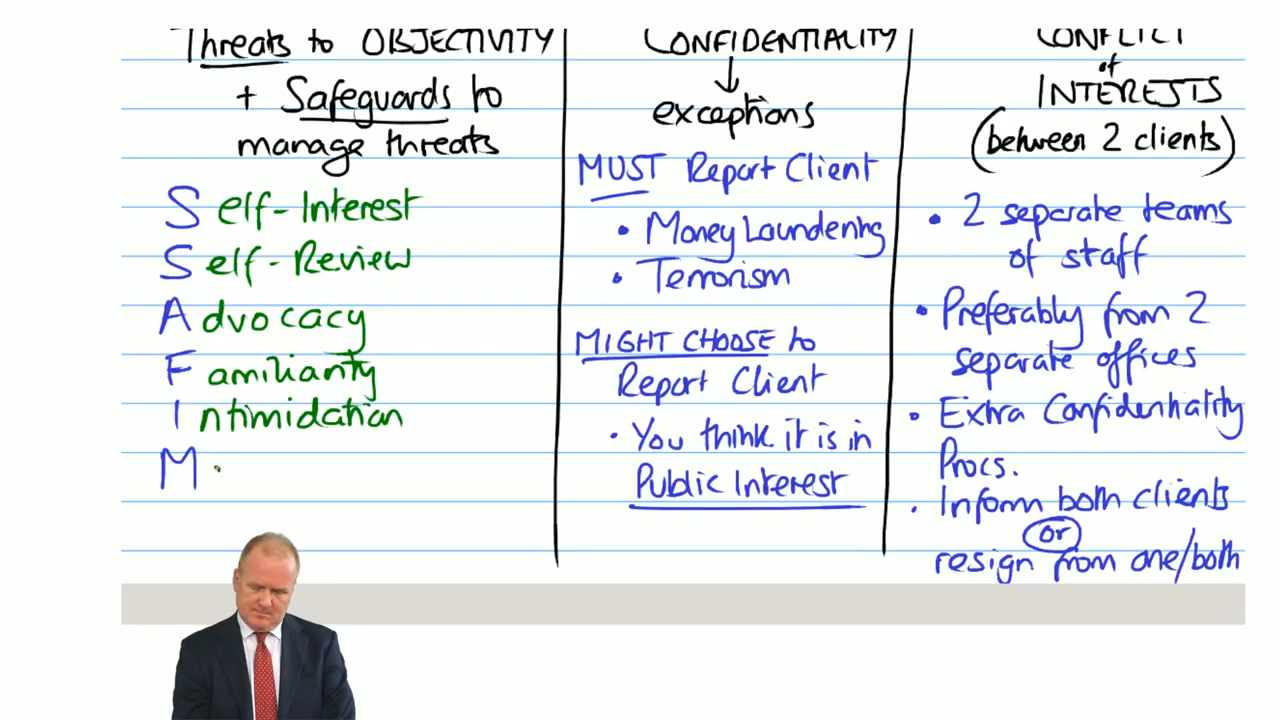 Threats to OBJECTIVITY
+ Safeguards to
manage threats
Self-Interest
Self-Review
Advocacy
Familiarity
Intimidation
M
CONFIDENTIALITY
exceptions
MUST Report Client
• Money Laundering
• Terrorism
MIGHT CHOOSE to
Report Client
• You think it is in
Public Interest
CONFLICT
of
INTERESTS
(between 2 clients)
• 2 separate teams
of staff
• Preferably from 2
separate offices
• Extra Confidentiality
Procs.
• Inform both clients
or
resign from one/both